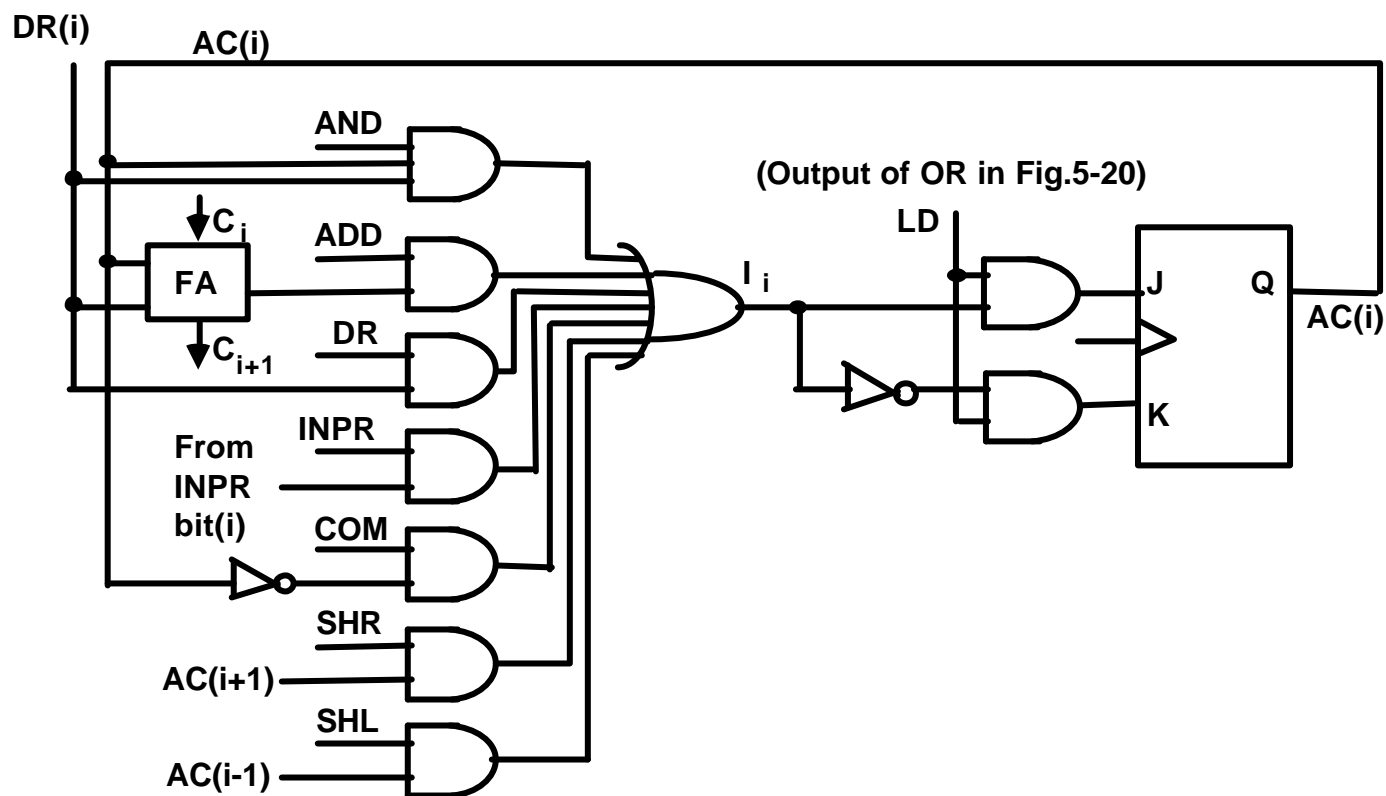 DR(i)
AC(i)
AND
(Output of OR in Fig.5-20)
C i
LD
ADD
FA
I i
J
Q
AC(i)
DR
C i+1
K
INPR
From
INPR
bit(i)
COM
SHR
AC(i+1)
SHL
AC(i-1)